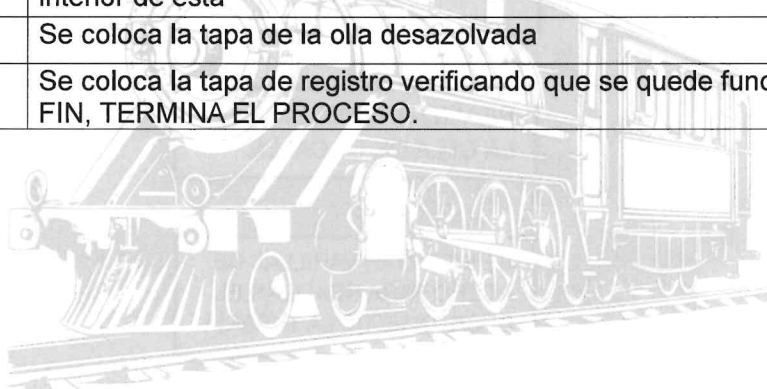 interior de esta
Se coloca la tapa de la olla desazolvada
Se coloca la tapa de registro verificando que se quede
FIN, TERMINA EL PROCESO.